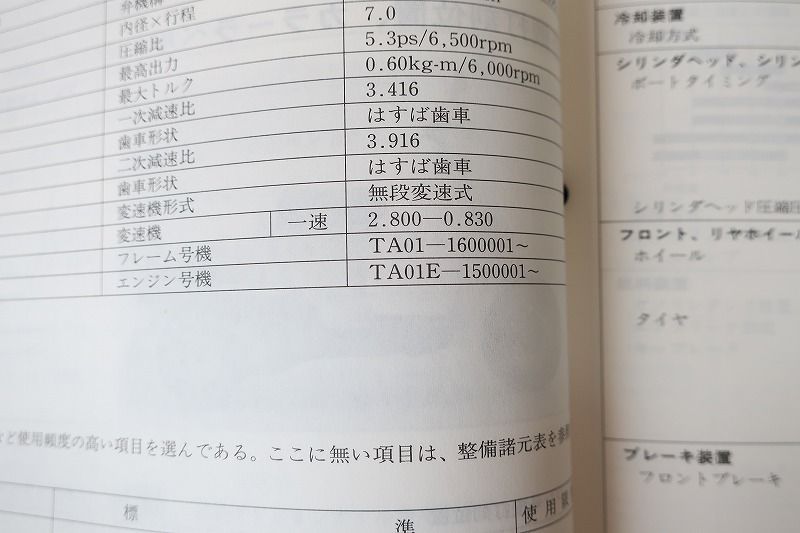 内径×行程
圧縮比 7.0
最高出力 5.3ps/6,500rpm
最大トルク 0.60kg-m/6,000rpm
一次減速比 3.416
歯車形状 はすば歯車
二次減速比 3.916
歯車形状 はすば歯車
変速機形式 無段変速式
変速機 一速 2.800—0.830
フレーム号機 TA01—1600001~
エンジン号機 TA01E—1500001~
など使用頻度の高い項目を選んである。ここに無い項目は、整備諸元表を参
標 準 使用限
冷却装置
冷却方式
シリンダヘッド、シリン
ポートタイミング
シリンダヘッド圧縮圧
フロント、リヤホイール
ホイール
タイヤ
ブレーキ装置
フロントブレーキ